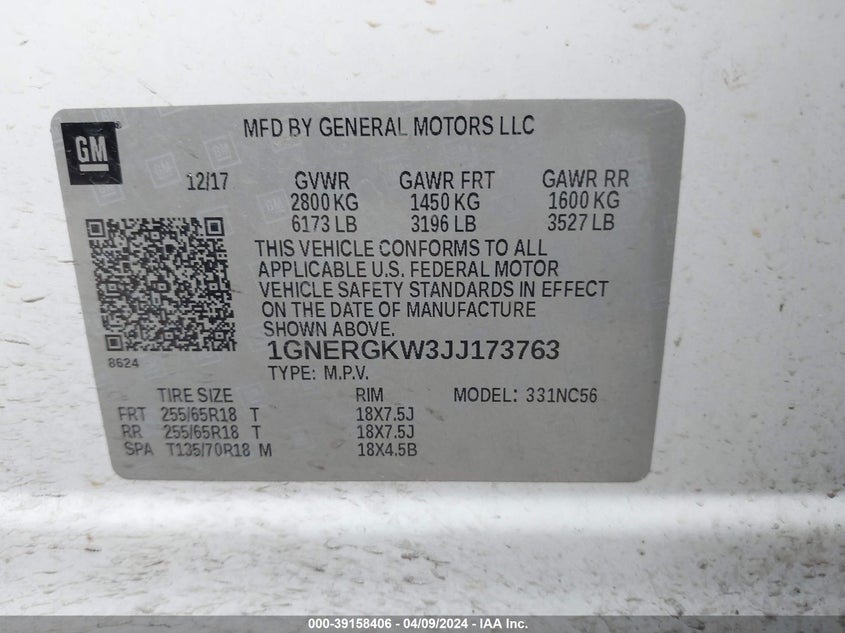 GM
MFD BY GENERAL MOTORS LLC
12/17 GVWR GAWR FRT GAWR RR
2800 KG 1450 KG 1600 KG
6173 LB 3196 LB 3527 LB
THIS VEHICLE CONFORMS TO ALL
APPLICABLE U.S. FEDERAL MOTOR
VEHICLE SAFETY STANDARDS IN EFFECT
ON THE DATE OF MANUFACTURE
SHOWN ABOVE.
1GNERGKW3JJ173763
8624
TYPE: M.P.V.
TIRE SIZE RIM MODEL: 331NC56
FRT 255/65R18 T 18X7.5J
RR 255/65R18 T 18X7.5J
SPA T135/70R18 M 18X4.5B
000-39158406 - 04/09/2024 - IAA Inc.